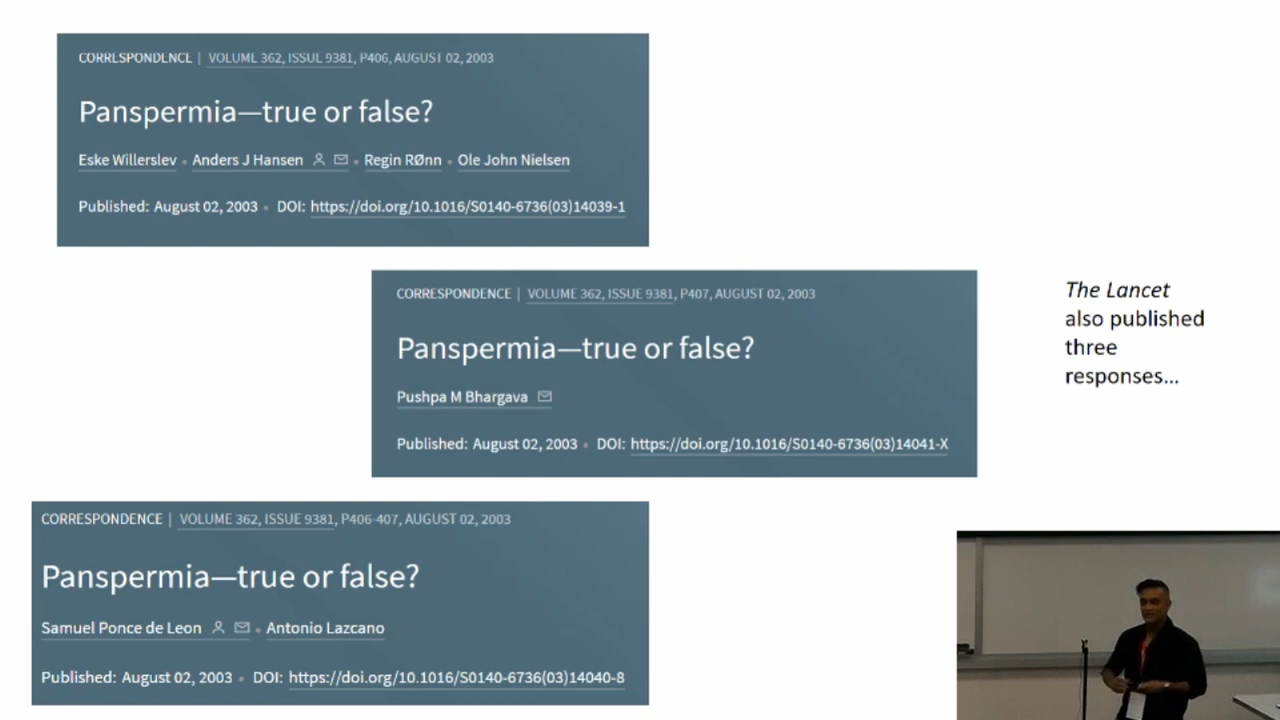 CORRESPONDENCE | VOLUME 362, ISSUE 9381, P406, AUGUST 02, 2003
Panspermia—true or false?
Eske Willerslev • Anders J Hansen • Regin RØnn • Ole John Nielsen
Published: August 02, 2003 • DOI: https://doi.org/10.1016/S0140-6736(03)14039-1
CORRESPONDENCE | VOLUME 362, ISSUE 9381, P407, AUGUST 02, 2003
Panspermia—true or false?
Pushpa M Bhargava
Published: August 02, 2003 • DOI: https://doi.org/10.1016/S0140-6736(03)14041-X
The Lancet
also published
three
responses...
CORRESPONDENCE | VOLUME 362, ISSUE 9381, P406-407, AUGUST 02, 2003
Panspermia—true or false?
Samuel Ponce de Leon • Antonio Lazcano
Published: August 02, 2003 • DOI: https://doi.org/10.1016/S0140-6736(03)14040-8